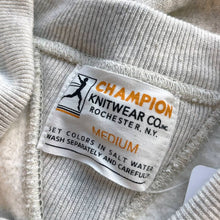 CHAMPION
KNITWEAR CO. INC.
ROCHESTER, N.Y.
MEDIUM
SET COLORS IN SALT WATER
WASH SEPARATELY AND CAREFULLY